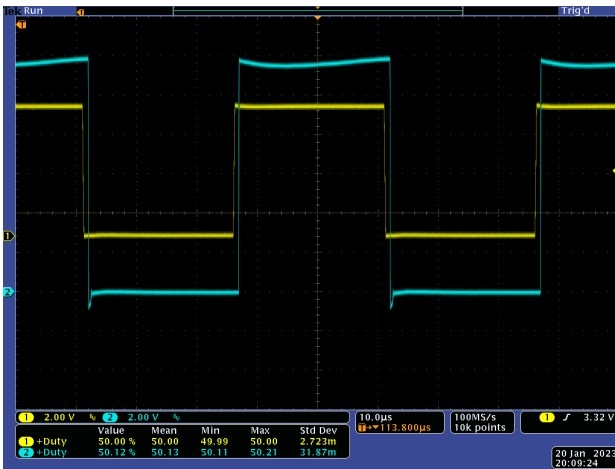 Tek Run Trig'd
T
1
2
1 2.00 V 2 2.00 V
10.0µs
T→▼113.800µs
100MS/s
10k points
1 3.32 V
Value Mean Min Max Std Dev
1 +Duty 50.00 % 50.00 49.99 50.00 2.723m
2 +Duty 50.12 % 50.13 50.11 50.21 31.87m
20 Jan 202
20:09:24